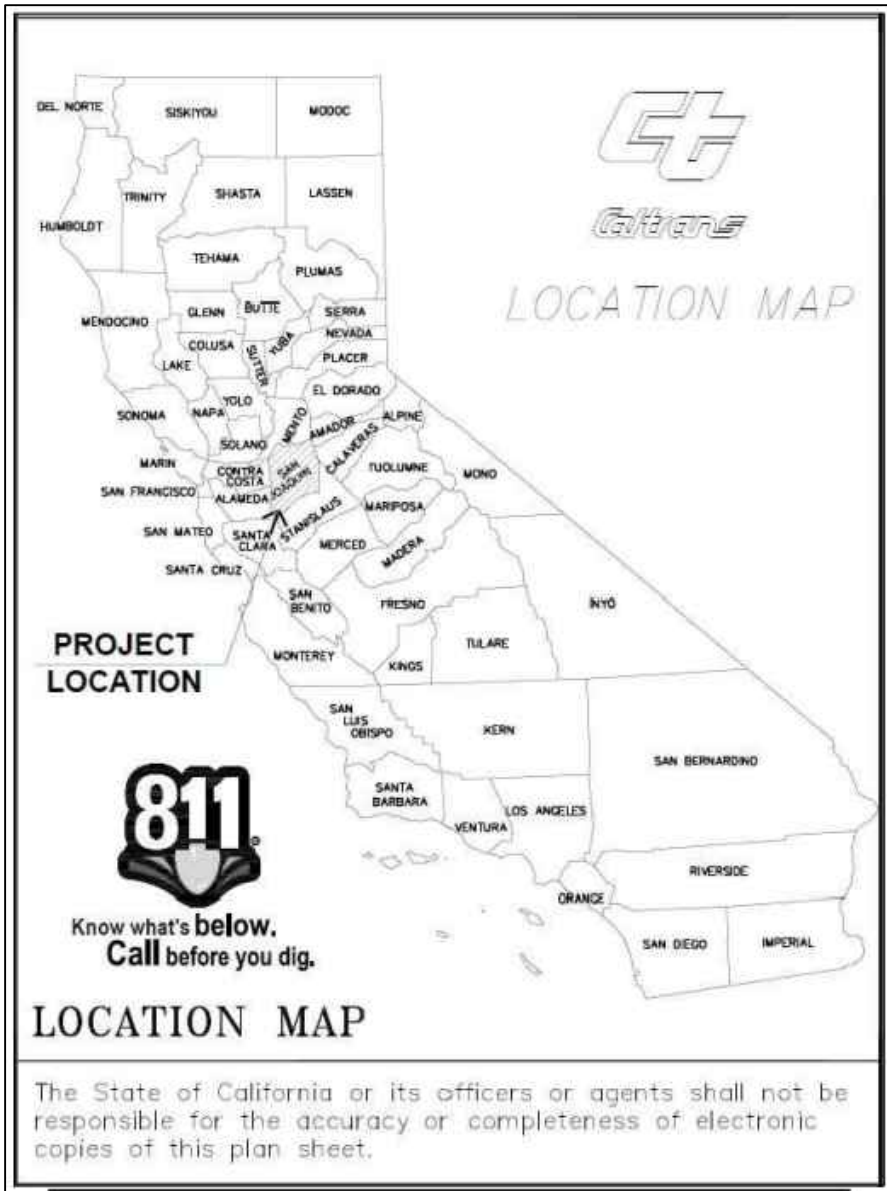 DEL NORTE
SISKIYOU
MODOC
Caltrans
LOCATION MAP
TRINITY
SHASTA
LASSEN
HUMBOLDT
TEHAMA
PLUMAS
MENDOCINO
GLENN
BUTTE
SIERRA
NEVADA
COLUSA
YUBA
LAKE
SUTTER
PLACER
EL DORADO
SONOMA
NAPA
YOLO
MENTO
AMADOR
ALPINE
SOLANO
CALAVERAS
MARIN
CONTRA
COSTA
SAN
JOAQUIN
TUOLUMNE
MONO
SAN FRANCISCO
ALAMEDA
STANISLAUS
MARIPOSA
SAN MATEO
SANTA
CLARA
MERCED
MADERA
SANTA CRUZ
SAN
BENITO
FRESNO
INYO
PROJECT
LOCATION
MONTEREY
KINGS
TULARE
SAN
LUIS
OBISPO
KERN
SAN BERNARDINO
SANTA
BARBARA
VENTURA
LOS ANGELES
811
RIVERSIDE
ORANGE
Know what's below.
Call before you dig.
SAN DIEGO
IMPERIAL
LOCATION MAP
The State of California or its officers or agents shall not be
responsible for the accuracy or completeness of electronic
copies of this plan sheet.